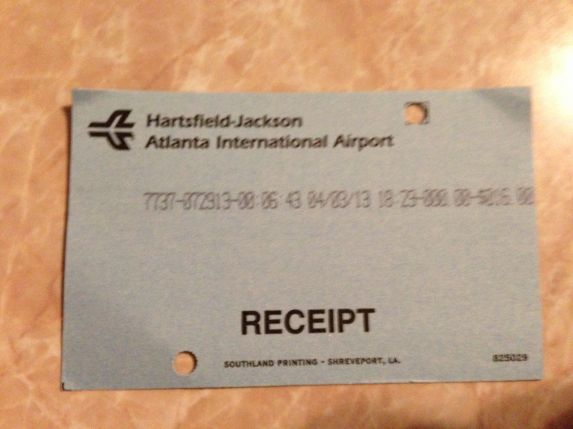 Hartsfield-Jackson
Atlanta International Airport
7737-072913-00:06:43 04/03/13 18:23-000.00-$016.00
RECEIPT
SOUTHLAND PRINTING - SHREVEPORT, LA.
825029